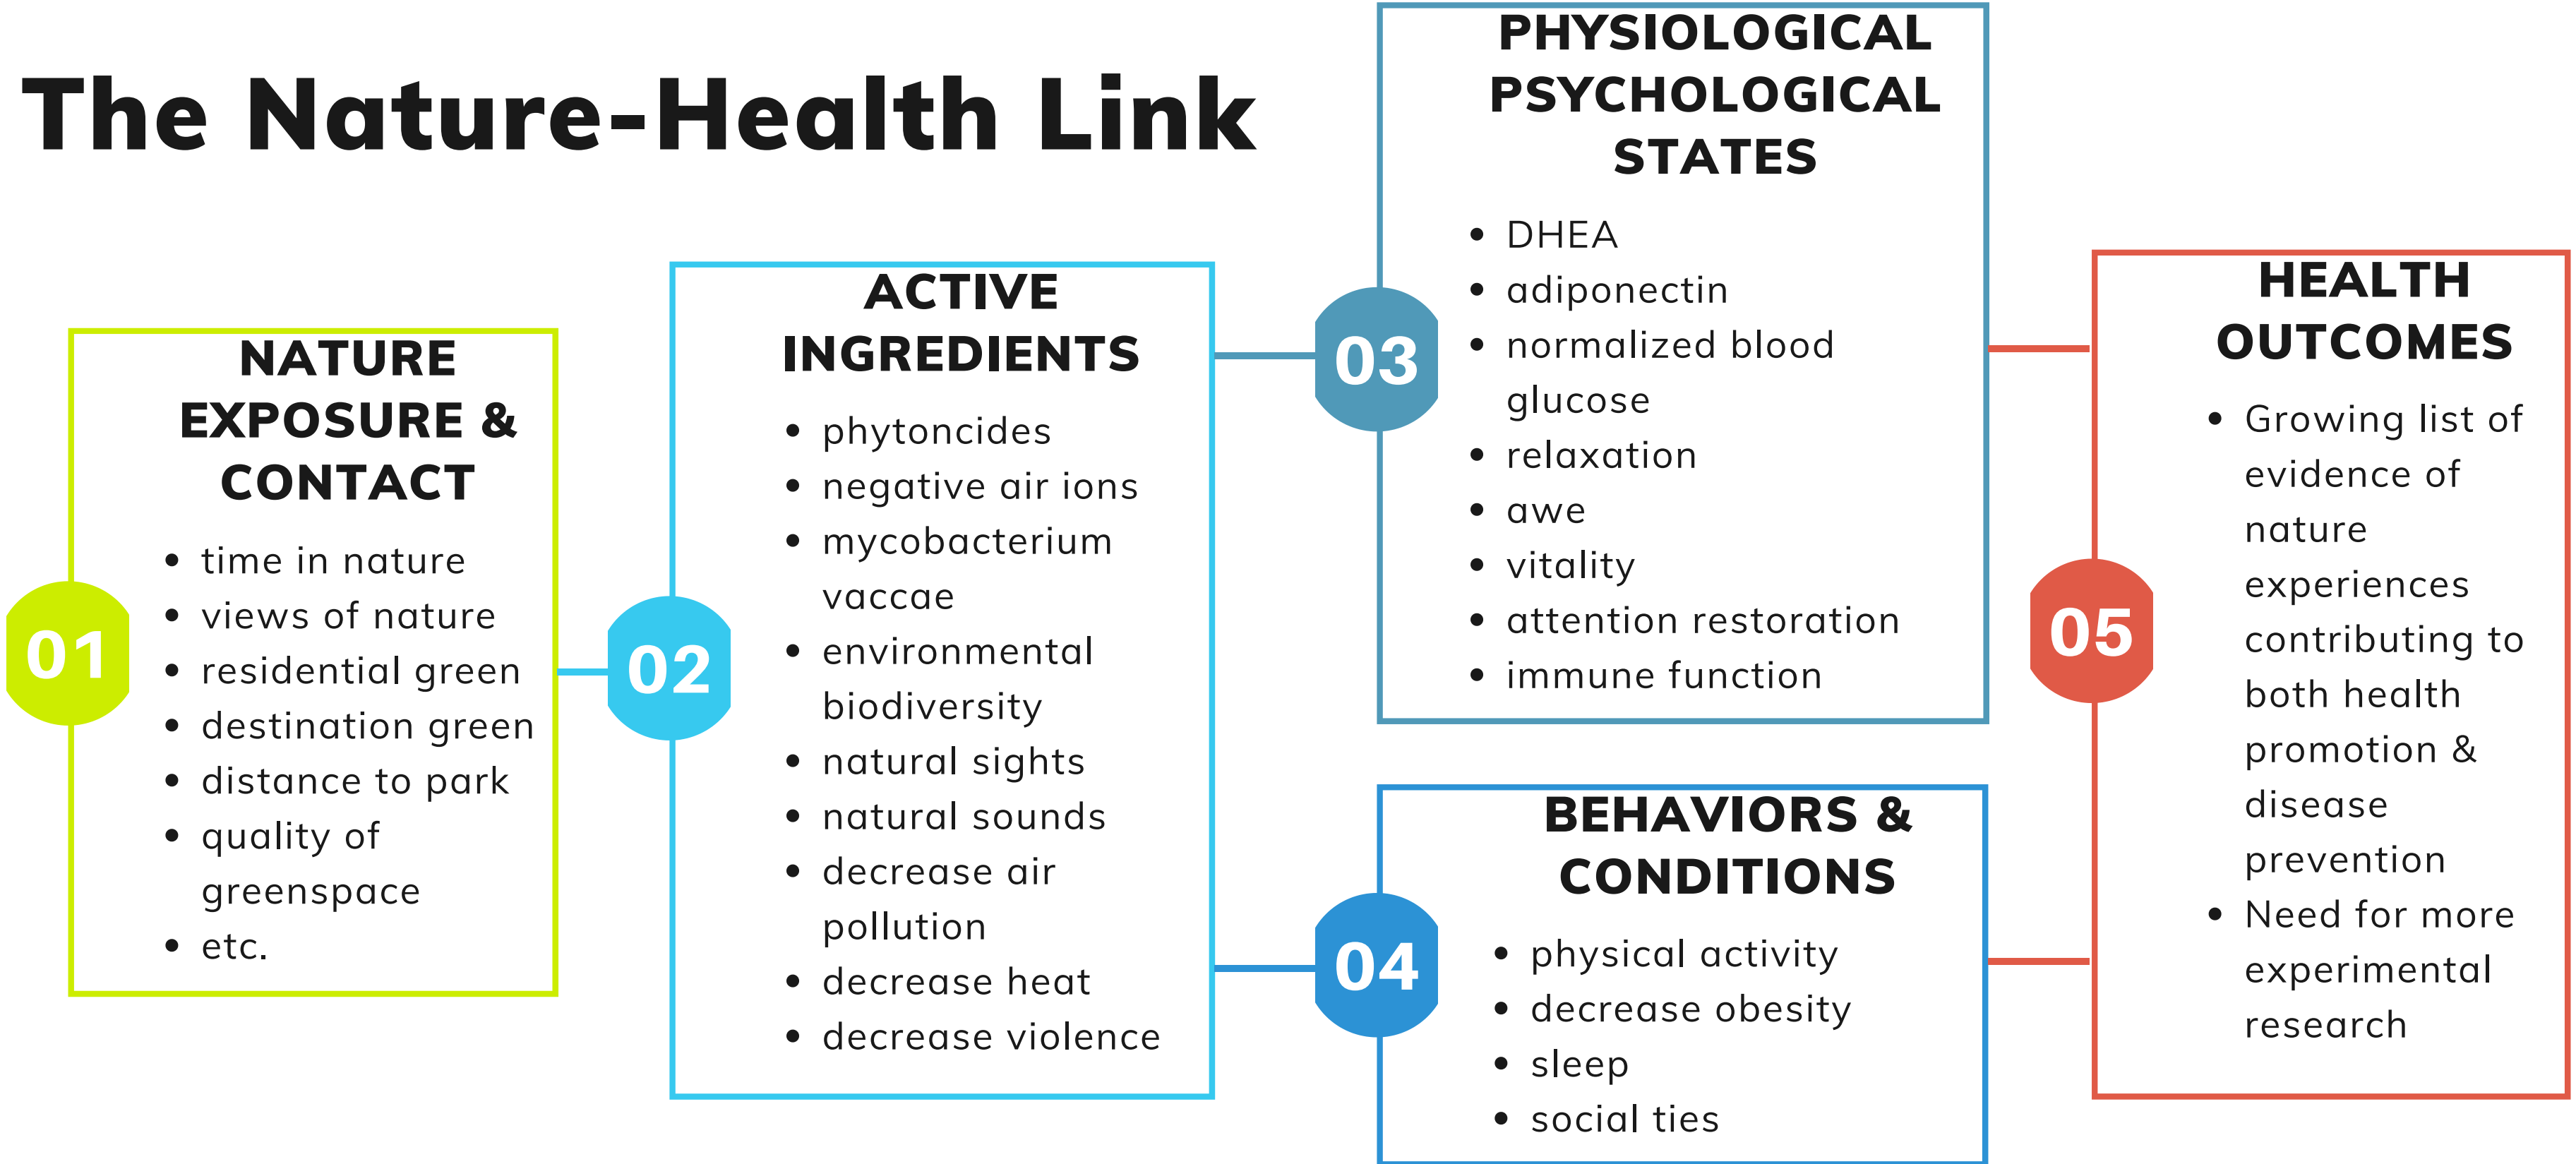 The Nature-Health Link
01
NATURE
EXPOSURE &
CONTACT
• time in nature
• views of nature
• residential green
• destination green
• distance to park
• quality of
greenspace
• etc.
02
ACTIVE
INGREDIENTS
• phytoncides
• negative air ions
• mycobacterium
vaccae
• environmental
biodiversity
• natural sights
• natural sounds
• decrease air
pollution
• decrease heat
• decrease violence
03
PHYSIOLOGICAL
PSYCHOLOGICAL
STATES
• DHEA
• adiponectin
• normalized blood
glucose
• relaxation
• awe
• vitality
• attention restoration
• immune function
04
BEHAVIORS &
CONDITIONS
• physical activity
• decrease obesity
• sleep
• social ties
05
HEALTH
OUTCOMES
• Growing list of
evidence of
nature
experiences
contributing to
both health
promotion &
disease
prevention
• Need for more
experimental
research